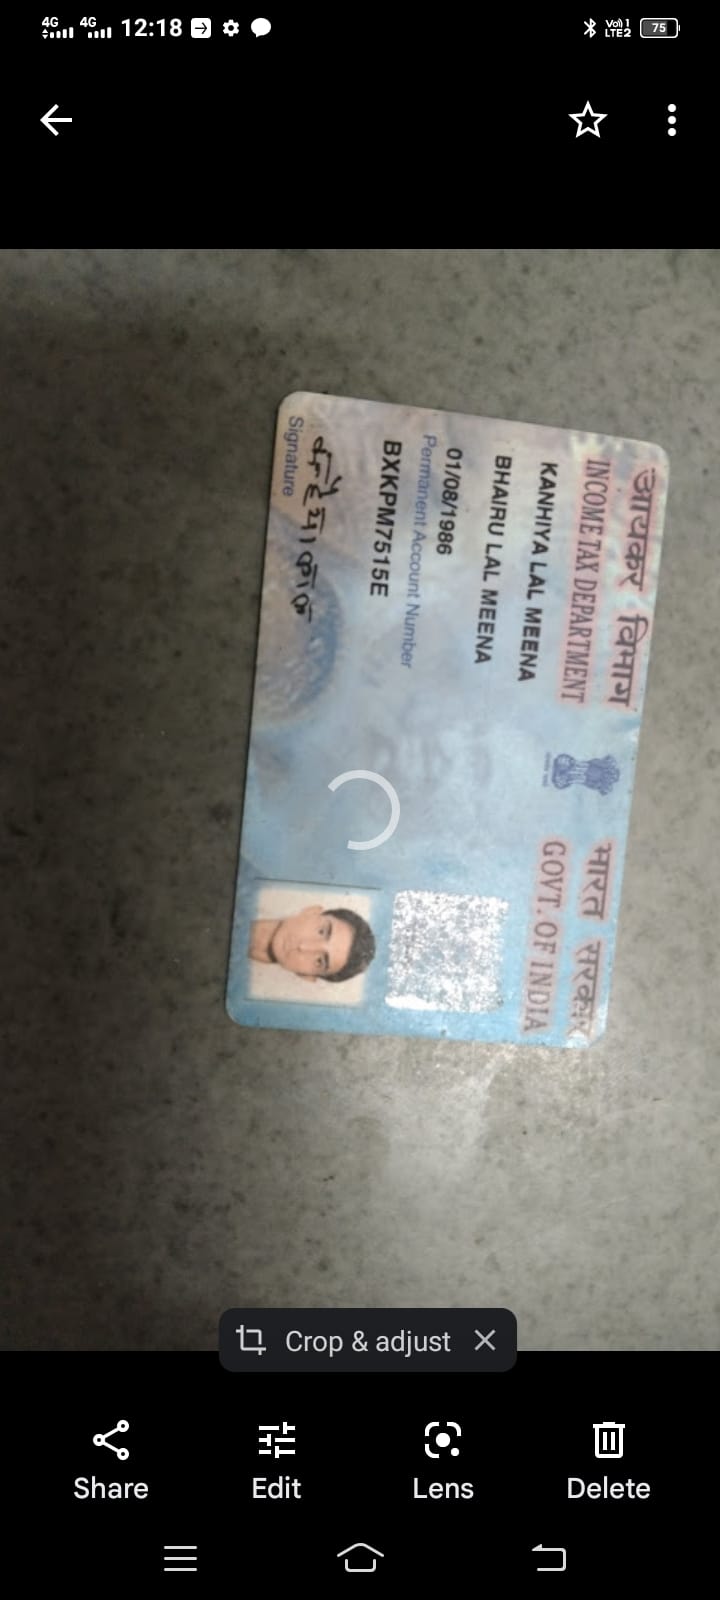 4G 4G 12:18 Vo)) 1 LTE2 75
आयकर विभाग भारत सरकार
INCOME TAX DEPARTMENT GOVT. OF INDIA
KANHIYA LAL MEENA
BHAIRU LAL MEENA
01/08/1986
Permanent Account Number
BXKPM7515E
Signature
Crop & adjust
Share Edit Lens Delete